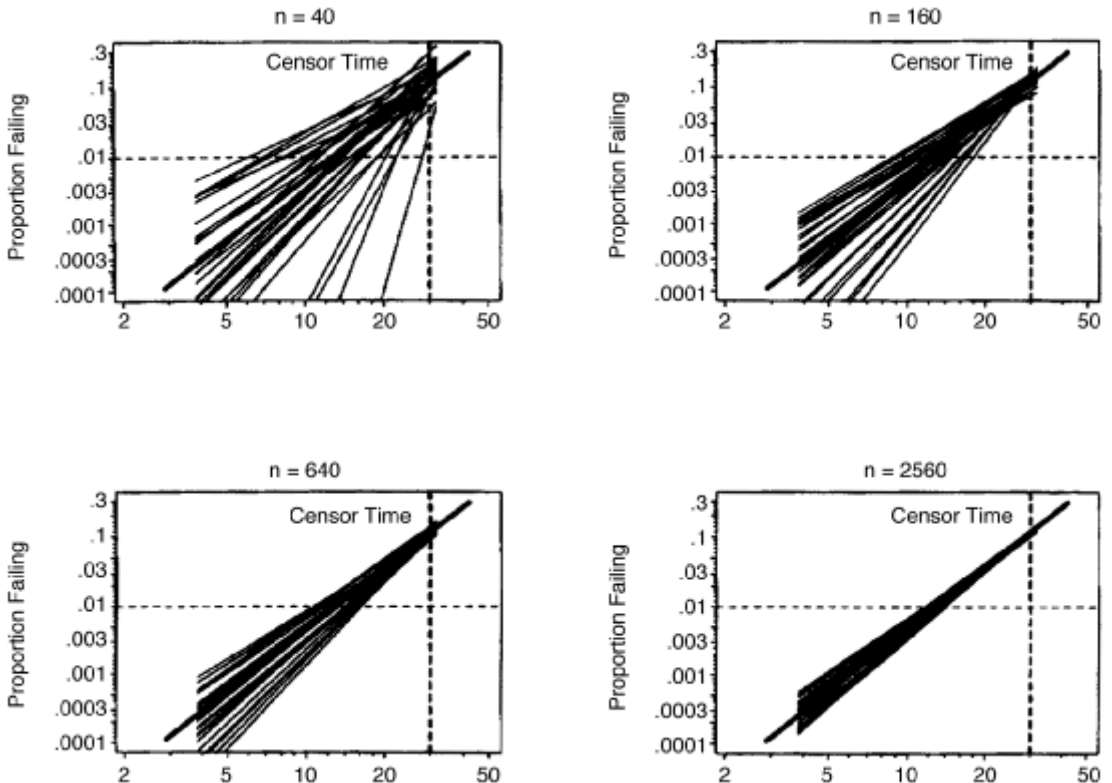 n = 40
Proportion Failing
.3
.1
.03
.01
.003
.001
.0003
.0001
Censor Time
2 5 10 20 50
n = 160
Proportion Failing
.3
.1
.03
.01
.003
.001
.0003
.0001
Censor Time
2 5 10 20 50
n = 640
Proportion Failing
.3
.1
.03
.01
.003
.001
.0003
.0001
Censor Time
2 5 10 20 50
n = 2560
Proportion Failing
.3
.1
.03
.01
.003
.001
.0003
.0001
Censor Time
2 5 10 20 50